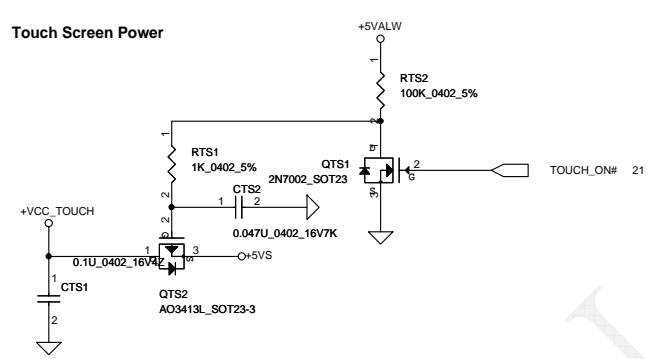 Touch Screen Power
+5VALW
1
RTS2
100K_0402_5%
2
1
RTS1
1K_0402_5%
2
D
1
QTS1
2N7002_SOT23
2
G
S
3
TOUCH_ON# 21
CTS2
1 2
0.047U_0402_16V7K
+VCC_TOUCH
2
G
1
D
3
S
+5VS
0.1U_0402_16V4Z
1
CTS1
2
QTS2
AO3413L_SOT23-3